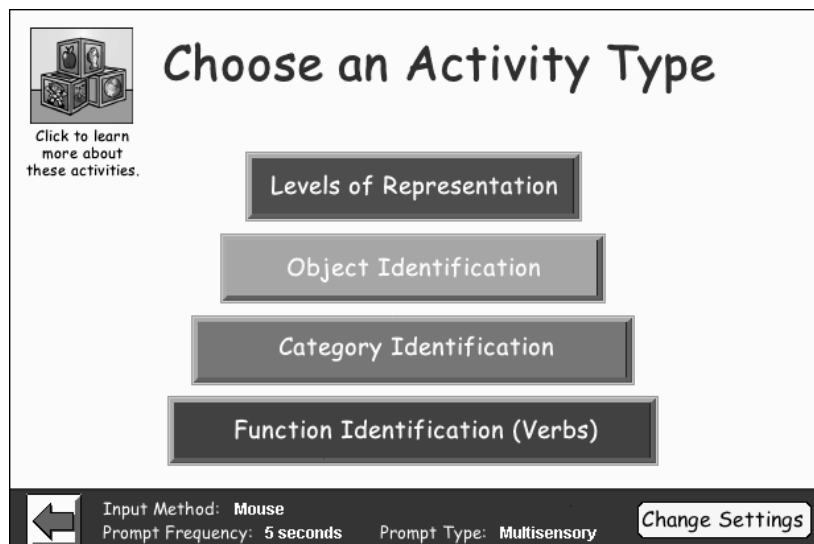 Choose an Activity Type
Click to learn
more about
these activities.
Levels of Representation
Object Identification
Category Identification
Function Identification (Verbs)
Input Method: Mouse
Prompt Frequency: 5 seconds Prompt Type: Multisensory
Change Settings